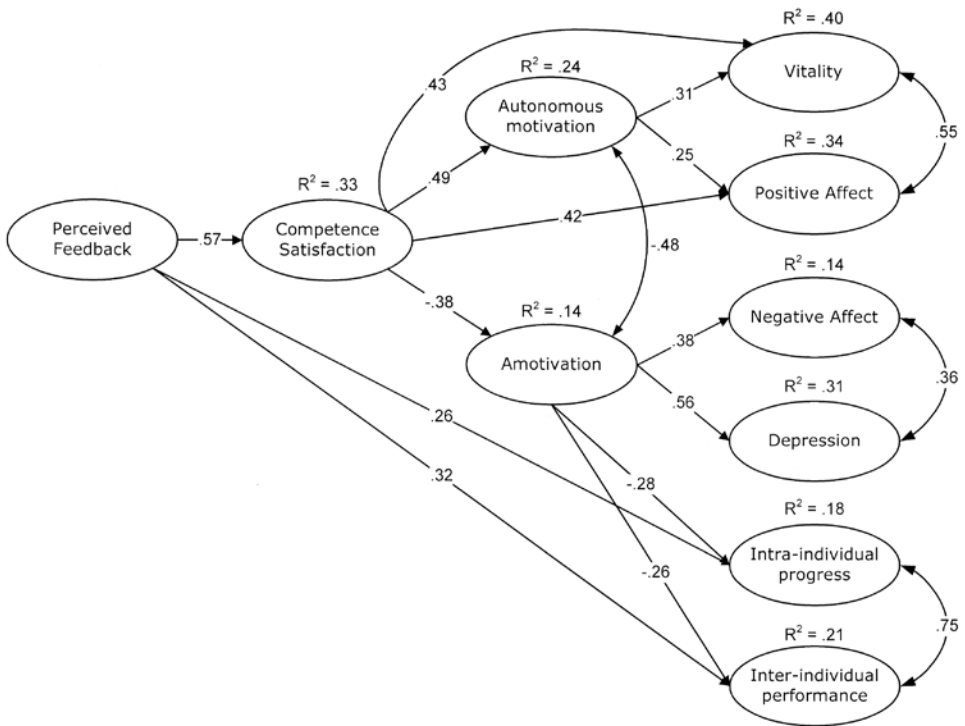 R² = .40
Vitality
.43
R² = .24
Autonomous
motivation
.31
.55
R² = .34
.25
Positive Affect
.49
R² = .33
Perceived
Feedback
.57
Competence
Satisfaction
.42
-.48
R² = .14
Negative Affect
-.38
R² = .14
Amotivation
.38
.36
R² = .31
.56
Depression
.26
.32
-.28
R² = .18
Intra-individual
progress
-.26
.75
R² = .21
Inter-individual
performance